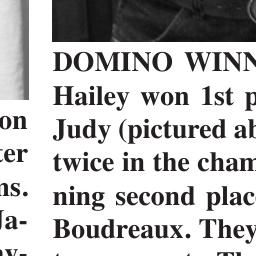 on
ter
ns.
Ja-
DOMINO WINN
Hailey won 1st p
Judy (pictured ab
twice in the cham
ning second plac
Boudreaux. They